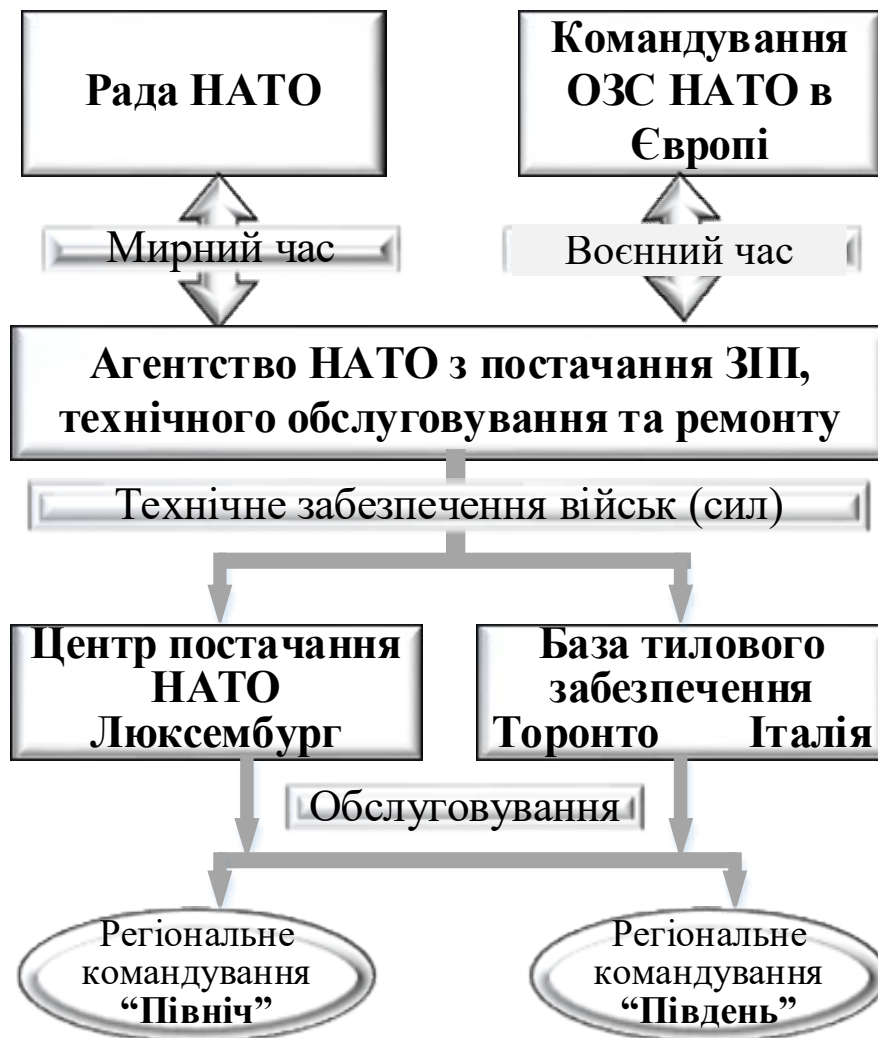 Рада НАТО
Командування
ОЗС НАТО в
Європі
Мирний час
Воєнний час
Агентство НАТО з постачання ЗІП,
технічного обслуговування та ремонту
Технічне забезпечення військ (сил)
Центр постачання
НАТО
Люксембург
База тилового
забезпечення
Торонто Італія
Обслуговування
Регіональне
командування
“Північ”
Регіональне
командування
“Південь”